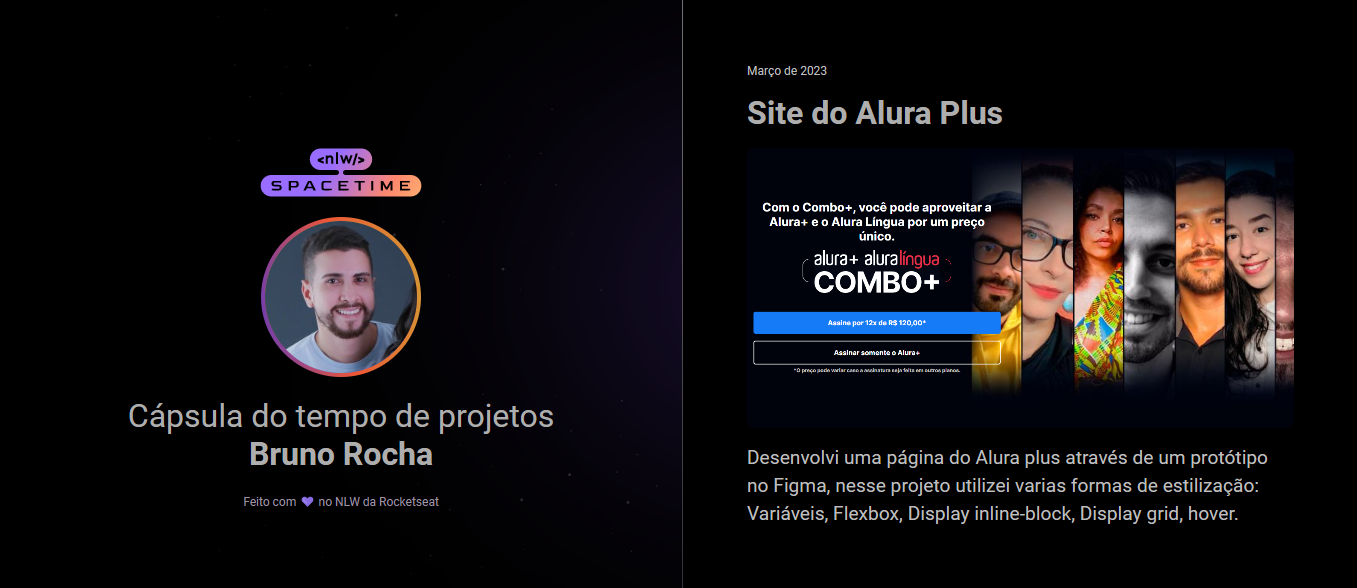 <nlw/>
SPACETIME
Cápsula do tempo de projetos
Bruno Rocha
Feito com 💜 no NLW da Rocketseat
Março de 2023
Site do Alura Plus
Com o Combo+, você pode aproveitar a
Alura+ e o Alura Língua por um preço
único.
alura+ aluralíngua
COMBO+
Assine por 12x de R$ 120,00*
Assinar somente o Alura+
*O preço pode variar caso a assinatura seja feita em outros planos.
Desenvolvi uma página do Alura plus através de um protótipo
no Figma, nesse projeto utilizei varias formas de estilização:
Variáveis, Flexbox, Display inline-block, Display grid, hover.